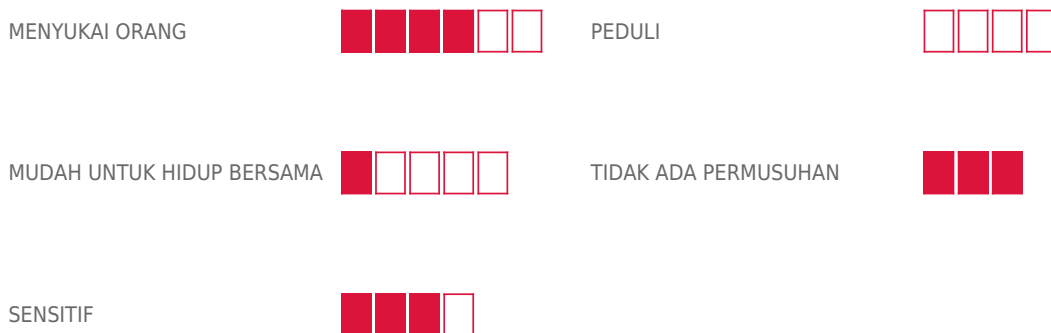 MENYUKAI ORANG
PEDULI
MUDAH UNTUK HIDUP BERSAMA
TIDAK ADA PERMUSUHAN
SENSITIF